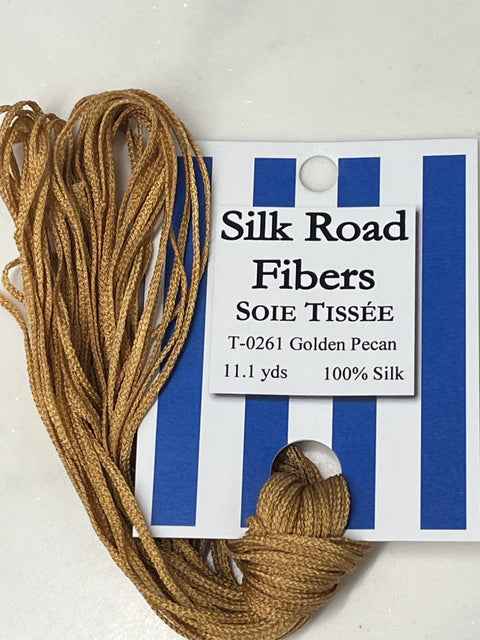 Silk Road
Fibers
SOIE TISSÉE
T-0261 Golden Pecan
11.1 yds 100% Silk